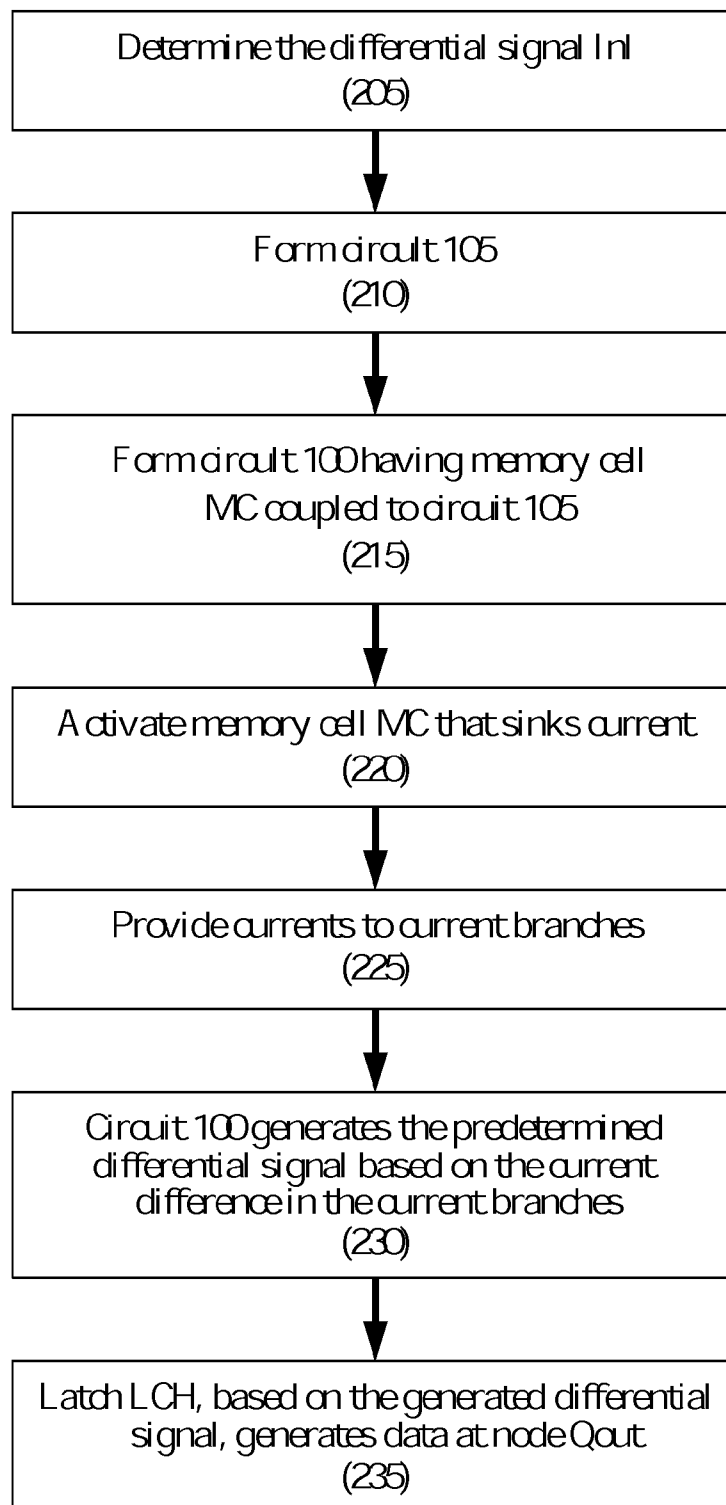 Determine the differential signal InI
(205)
Form circuit 105
(210)
Form circuit 100 having memory cell
MC coupled to circuit 105
(215)
Activate memory cell MC that sinks current
(220)
Provide currents to current branches
(225)
Circuit 100 generates the predetermined
differential signal based on the current
difference in the current branches
(230)
Latch LCH, based on the generated differential
signal, generates data at node Qout
(235)